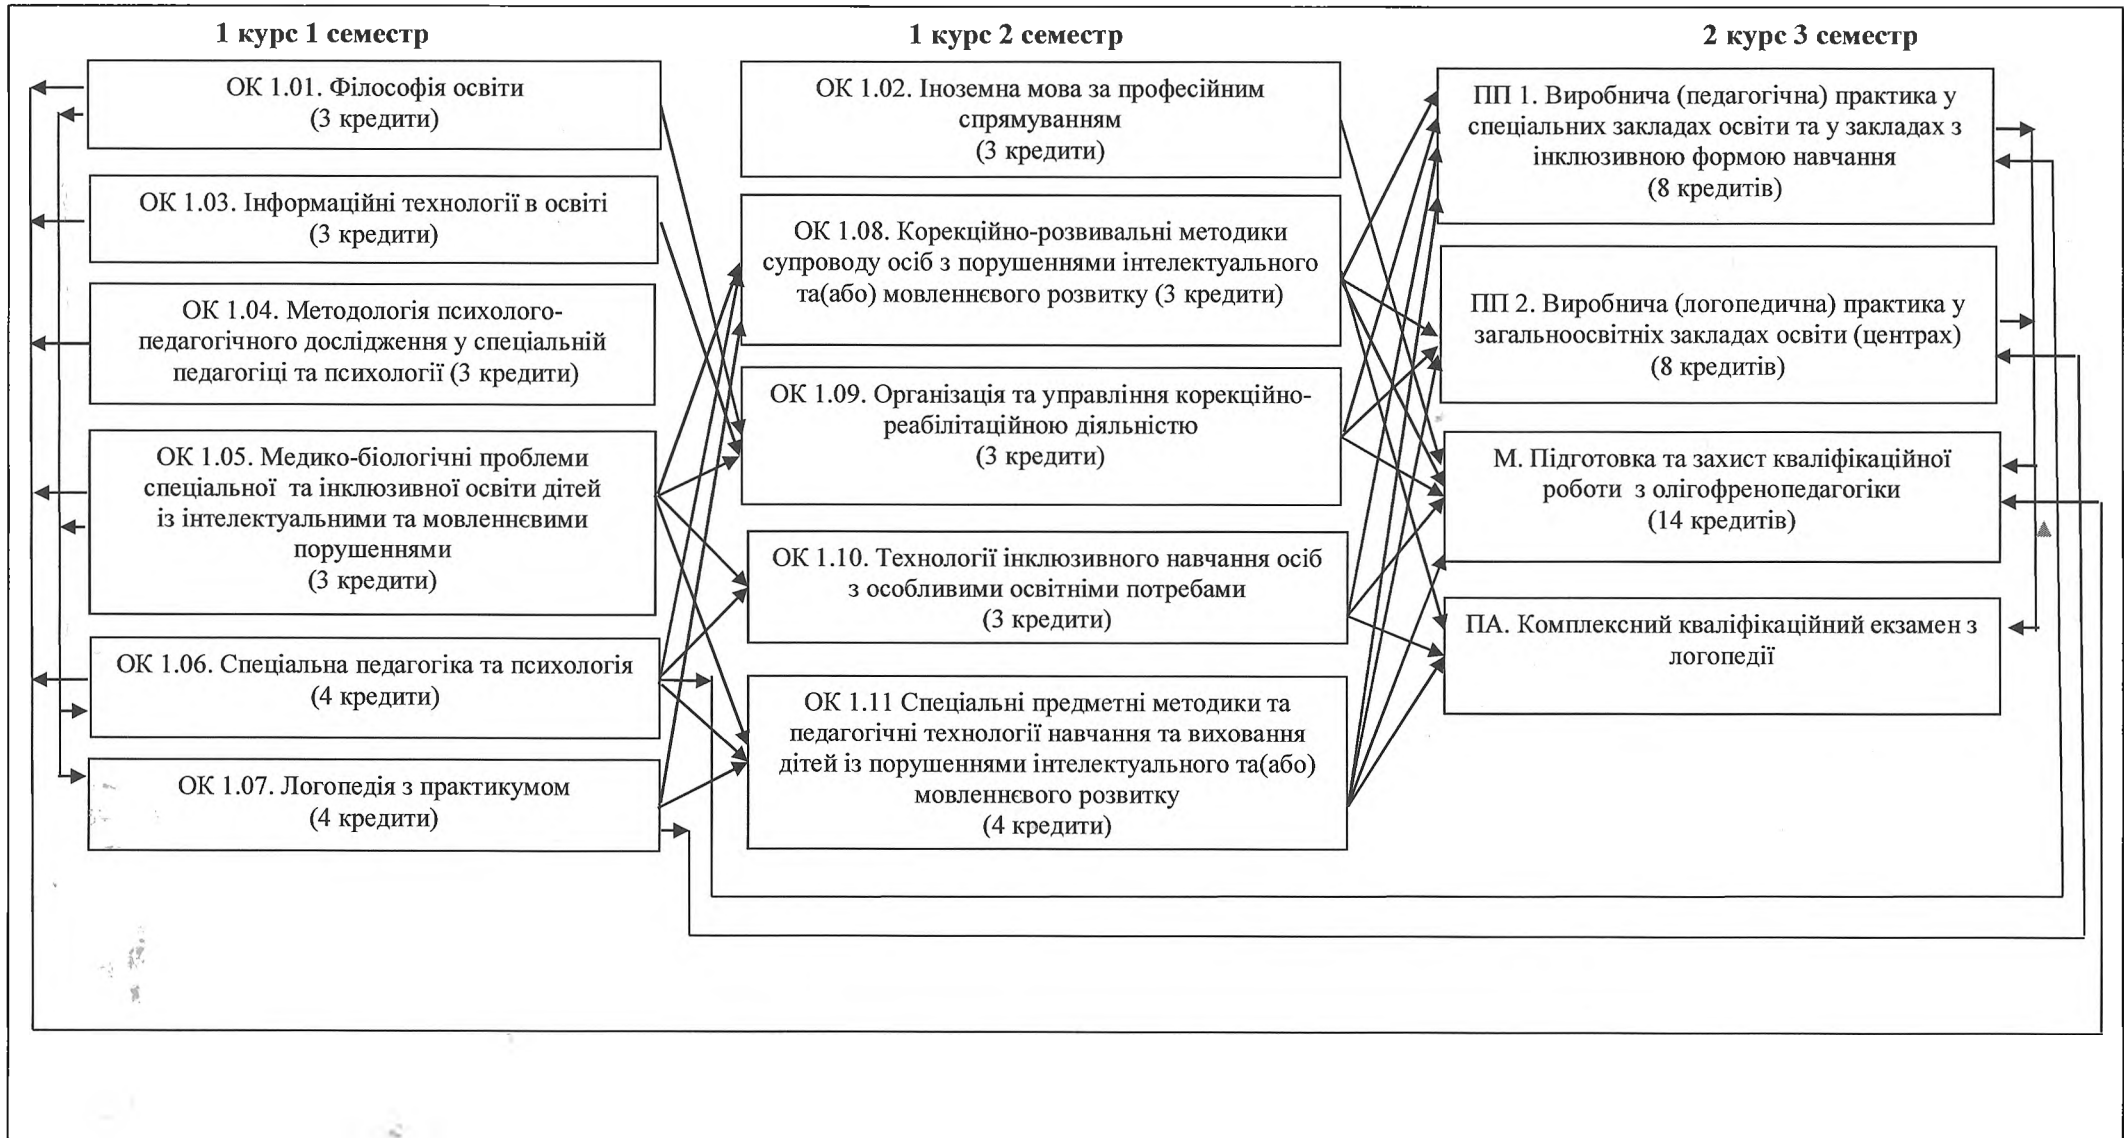 1 курс 1 семестр
1 курс 2 семестр
2 курс 3 семестр
ОК 1.01. Філософія освіти
(3 кредити)
ОК 1.03. Інформаційні технології в освіті
(3 кредити)
ОК 1.04. Методологія психолого-
педагогічного дослідження у спеціальній
педагогіці та психології (3 кредити)
ОК 1.05. Медико-біологічні проблеми
спеціальної та інклюзивної освіти дітей
із інтелектуальними та мовленнєвими
порушеннями
(3 кредити)
ОК 1.06. Спеціальна педагогіка та психологія
(4 кредити)
ОК 1.07. Логопедія з практикумом
(4 кредити)
ОК 1.02. Іноземна мова за професійним
спрямуванням
(3 кредити)
ОК 1.08. Корекційно-розвивальні методики
супроводу осіб з порушеннями інтелектуального
та(або) мовленнєвого розвитку (3 кредити)
ОК 1.09. Організація та управління корекційно-
реабілітаційною діяльністю
(3 кредити)
ОК 1.10. Технології інклюзивного навчання осіб
з особливими освітніми потребами
(3 кредити)
ОК 1.11 Спеціальні предметні методики та
педагогічні технології навчання та виховання
дітей із порушеннями інтелектуального та(або)
мовленнєвого розвитку
(4 кредити)
ПП 1. Виробнича (педагогічна) практика у
спеціальних закладах освіти та у закладах з
інклюзивною формою навчання
(8 кредитів)
ПП 2. Виробнича (логопедична) практика у
загальноосвітніх закладах освіти (центрах)
(8 кредитів)
М. Підготовка та захист кваліфікаційної
роботи з олігофренопедагогіки
(14 кредитів)
ПА. Комплексний кваліфікаційний екзамен з
логопедії